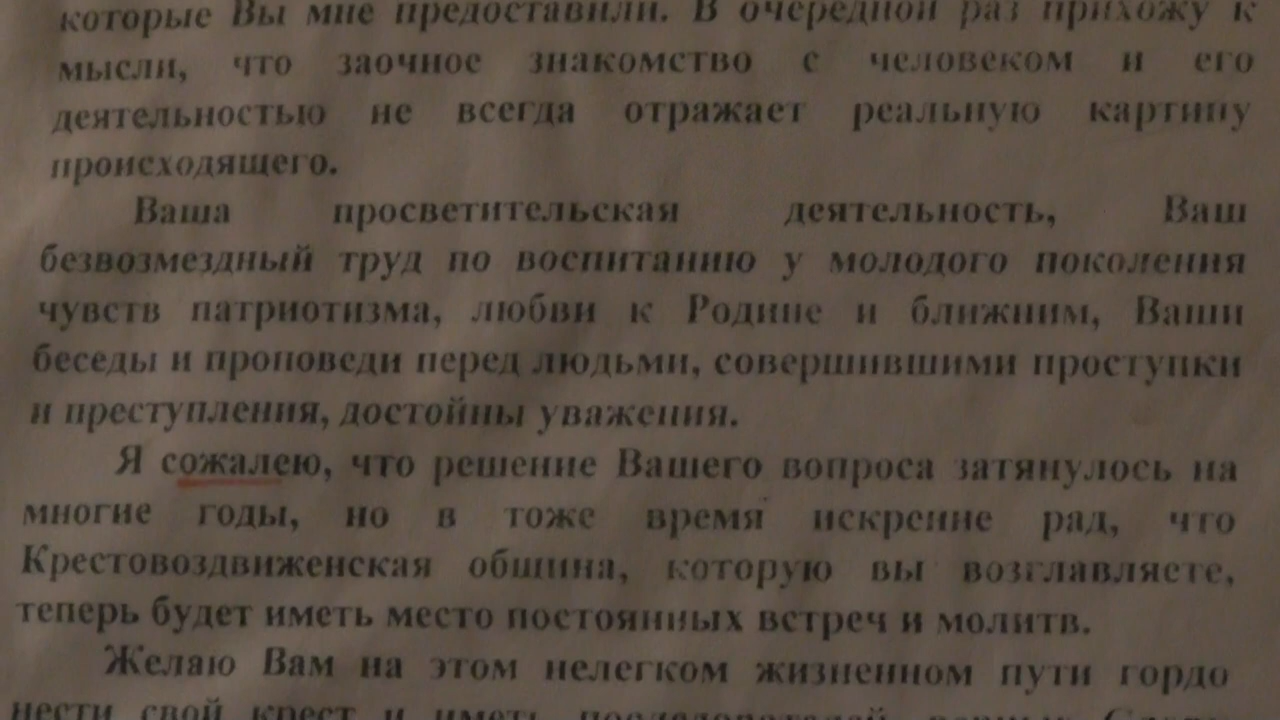 которые Вы мне предоставили. В очередной раз прихожу к
мысли, что заочное знакомство с человеком и его
деятельностью не всегда отражает реальную картину
происходящего.
Ваша просветительская деятельность, Ваш
безвозмездный труд по воспитанию у молодого поколения
чувств патриотизма, любви к Родине и ближним, Ваши
беседы и проповеди перед людьми, совершившими проступки
и преступления, достойны уважения.
Я сожалею, что решение Вашего вопроса затянулось на
многие годы, но в тоже время искренне рад, что
Крестовоздвиженская община, которую вы возглавляете,
теперь будет иметь место постоянных встреч и молитв.
Желаю Вам на этом нелегком жизненном пути гордо
нести свой крест и иметь последователей